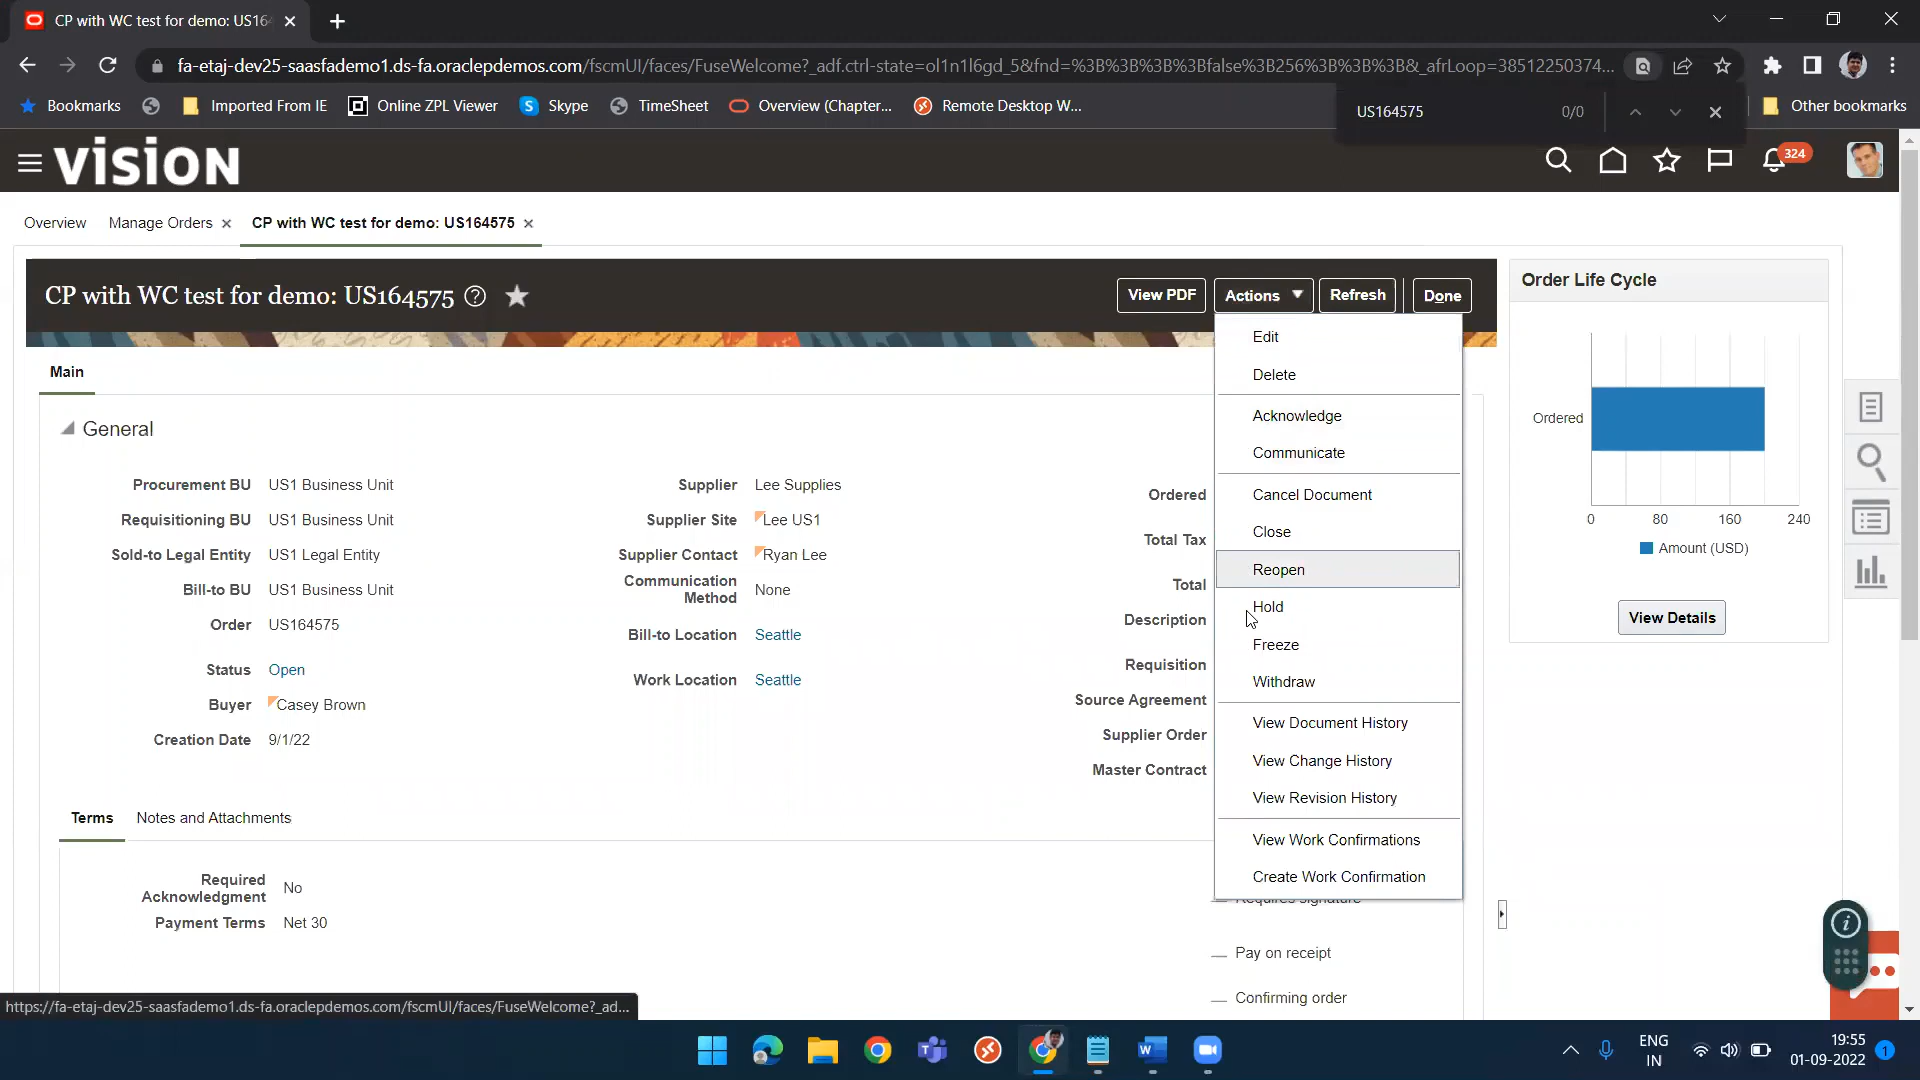 CP with WC test for demo: US164
fa-etaj-dev25-saasfademo1.ds-fa.oraclepdemos.com/fscmUI/faces/FuseWelcome?_adf.ctrl-state=ol1n1l6gd_5&fnd=%3B%3B%3B%3Bfalse%3B256%3B%3B%3B&_afrLoop=38512250374...
Bookmarks
Imported From IE
Online ZPL Viewer
Skype
TimeSheet
Overview (Chapter...
Remote Desktop W...
US164575
0/0
Other bookmarks
vision
324
Overview
Manage Orders
CP with WC test for demo: US164575
CP with WC test for demo: US164575
View PDF
Actions
Refresh
Done
Order Life Cycle
Main
General
Procurement BU US1 Business Unit
Requisitioning BU US1 Business Unit
Sold-to Legal Entity US1 Legal Entity
Bill-to BU US1 Business Unit
Order US164575
Status Open
Buyer Casey Brown
Creation Date 9/1/22
Supplier Lee Supplies
Supplier Site Lee US1
Supplier Contact Ryan Lee
Communication
Method
None
Bill-to Location Seattle
Work Location Seattle
Ordered
Total Tax
Total
Description
Requisition
Source Agreement
Supplier Order
Master Contract
Edit
Delete
Acknowledge
Communicate
Cancel Document
Close
Reopen
Hold
Freeze
Withdraw
View Document History
View Change History
View Revision History
View Work Confirmations
Create Work Confirmation
Ordered
0 80 160 240
Amount (USD)
View Details
Terms
Notes and Attachments
Required
Acknowledgment
No
Payment Terms Net 30
Requires signature
Pay on receipt
Confirming order
https://fa-etaj-dev25-saasfademo1.ds-fa.oraclepdemos.com/fscmUI/faces/FuseWelcome?_ad...
ENG
IN
19:55
01-09-2022
1